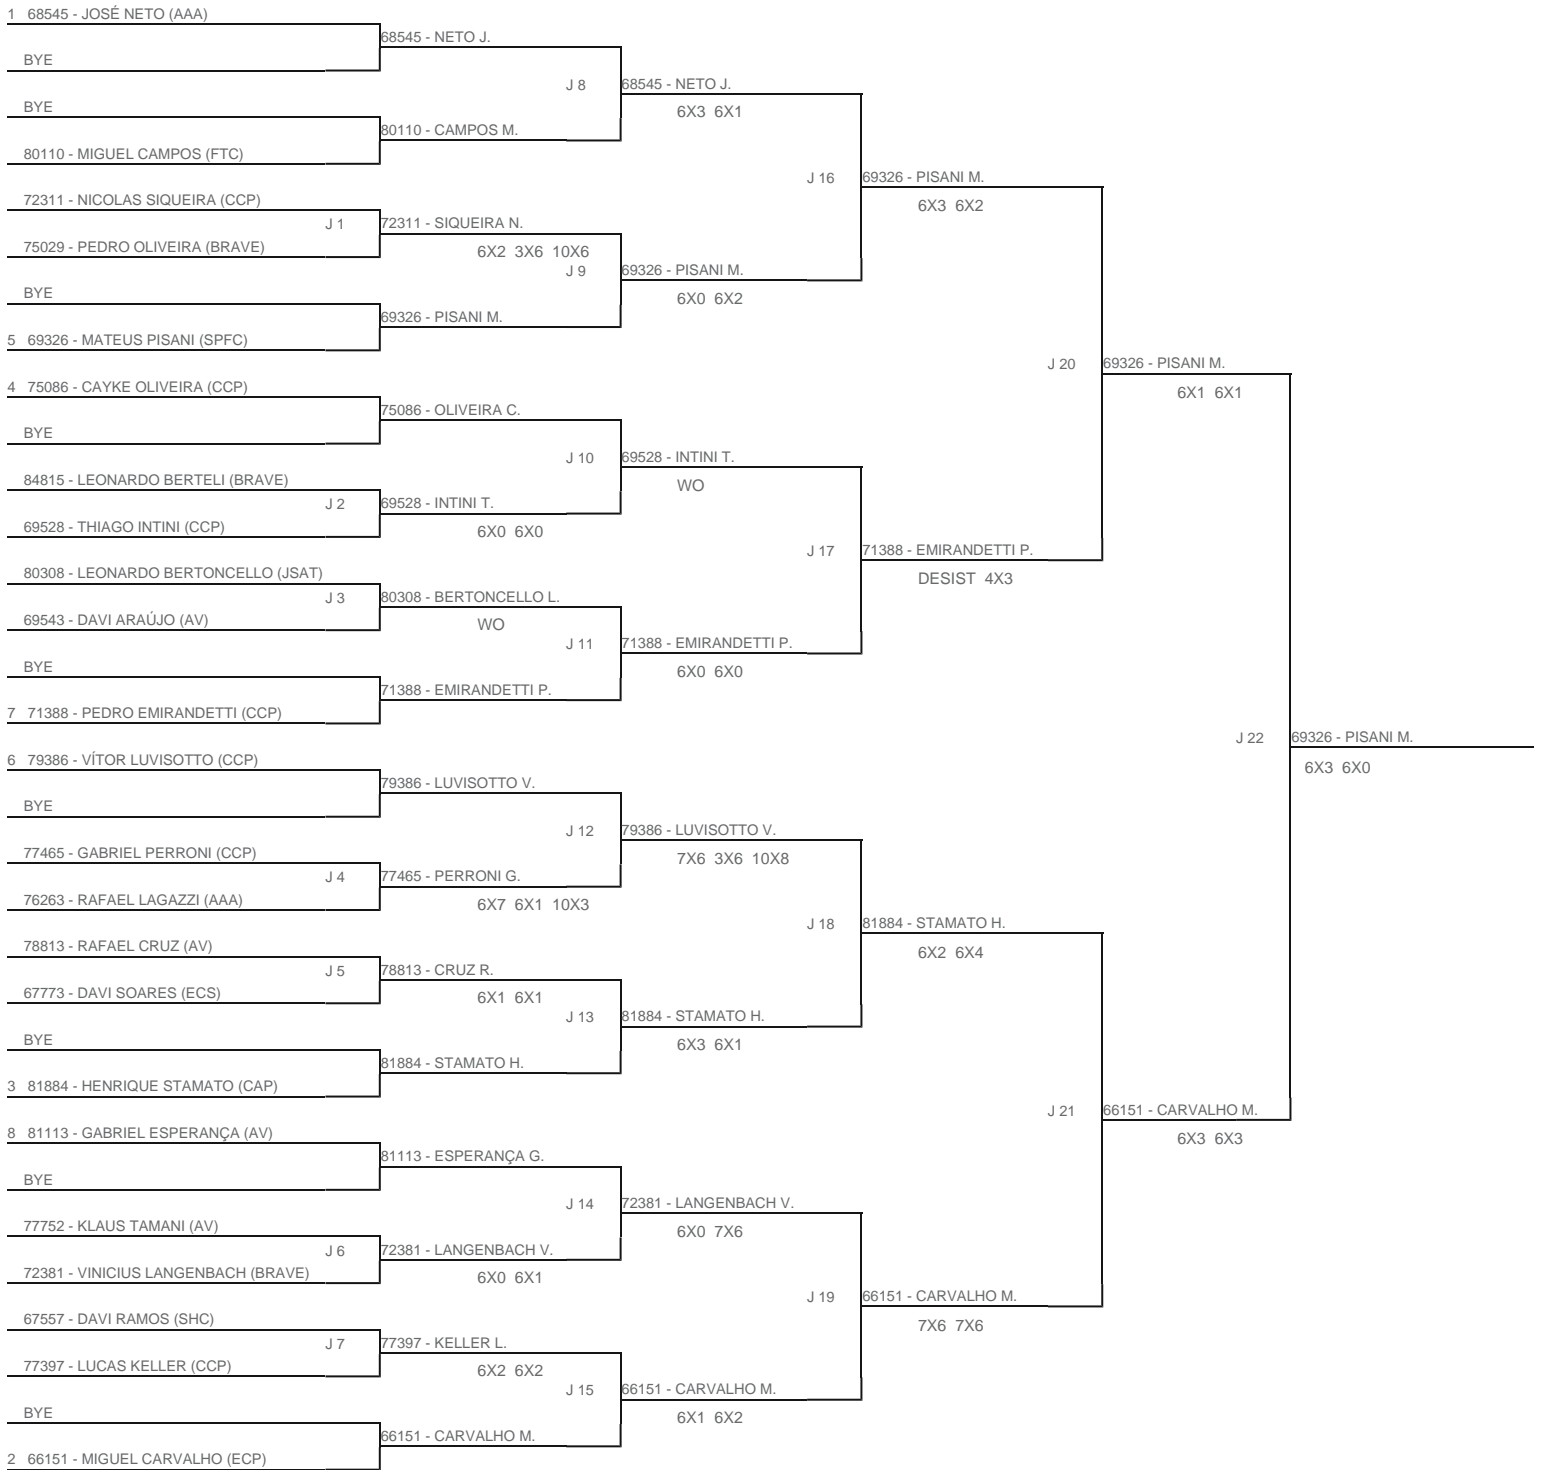 1 68545 - JOSÉ NETO (AAA)
68545 - NETO J.
BYE
J 8
68545 - NETO J.
6X3 6X1
BYE
80110 - CAMPOS M.
80110 - MIGUEL CAMPOS (FTC)
J 16
69326 - PISANI M.
6X3 6X2
72311 - NICOLAS SIQUEIRA (CCP)
J 1
72311 - SIQUEIRA N.
75029 - PEDRO OLIVEIRA (BRAVE)
6X2 3X6 10X6
J 9
69326 - PISANI M.
6X0 6X2
BYE
69326 - PISANI M.
5 69326 - MATEUS PISANI (SPFC)
J 20
69326 - PISANI M.
6X1 6X1
4 75086 - CAYKE OLIVEIRA (CCP)
75086 - OLIVEIRA C.
BYE
J 10
69528 - INTINI T.
WO
84815 - LEONARDO BERTELI (BRAVE)
J 2
69528 - INTINI T.
69528 - THIAGO INTINI (CCP)
6X0 6X0
J 17
71388 - EMIRANDETTI P.
DESIST 4X3
80308 - LEONARDO BERTONCELLO (JSAT)
J 3
80308 - BERTONCELLO L.
69543 - DAVI ARAÚJO (AV)
WO
J 11
71388 - EMIRANDETTI P.
6X0 6X0
BYE
71388 - EMIRANDETTI P.
7 71388 - PEDRO EMIRANDETTI (CCP)
J 22
69326 - PISANI M.
6X3 6X0
6 79386 - VÍTOR LUVISOTTO (CCP)
79386 - LUVISOTTO V.
BYE
J 12
79386 - LUVISOTTO V.
7X6 3X6 10X8
77465 - GABRIEL PERRONI (CCP)
J 4
77465 - PERRONI G.
76263 - RAFAEL LAGAZZI (AAA)
6X7 6X1 10X3
J 18
81884 - STAMATO H.
6X2 6X4
78813 - RAFAEL CRUZ (AV)
J 5
78813 - CRUZ R.
67773 - DAVI SOARES (ECS)
6X1 6X1
J 13
81884 - STAMATO H.
6X3 6X1
BYE
81884 - STAMATO H.
3 81884 - HENRIQUE STAMATO (CAP)
J 21
66151 - CARVALHO M.
6X3 6X3
8 81113 - GABRIEL ESPERANÇA (AV)
81113 - ESPERANÇA G.
BYE
J 14
72381 - LANGENBACH V.
6X0 7X6
77752 - KLAUS TAMANI (AV)
J 6
72381 - LANGENBACH V.
72381 - VINICIUS LANGENBACH (BRAVE)
6X0 6X1
J 19
66151 - CARVALHO M.
7X6 7X6
67557 - DAVI RAMOS (SHC)
J 7
77397 - KELLER L.
77397 - LUCAS KELLER (CCP)
6X2 6X2
J 15
66151 - CARVALHO M.
6X1 6X2
BYE
66151 - CARVALHO M.
2 66151 - MIGUEL CARVALHO (ECP)